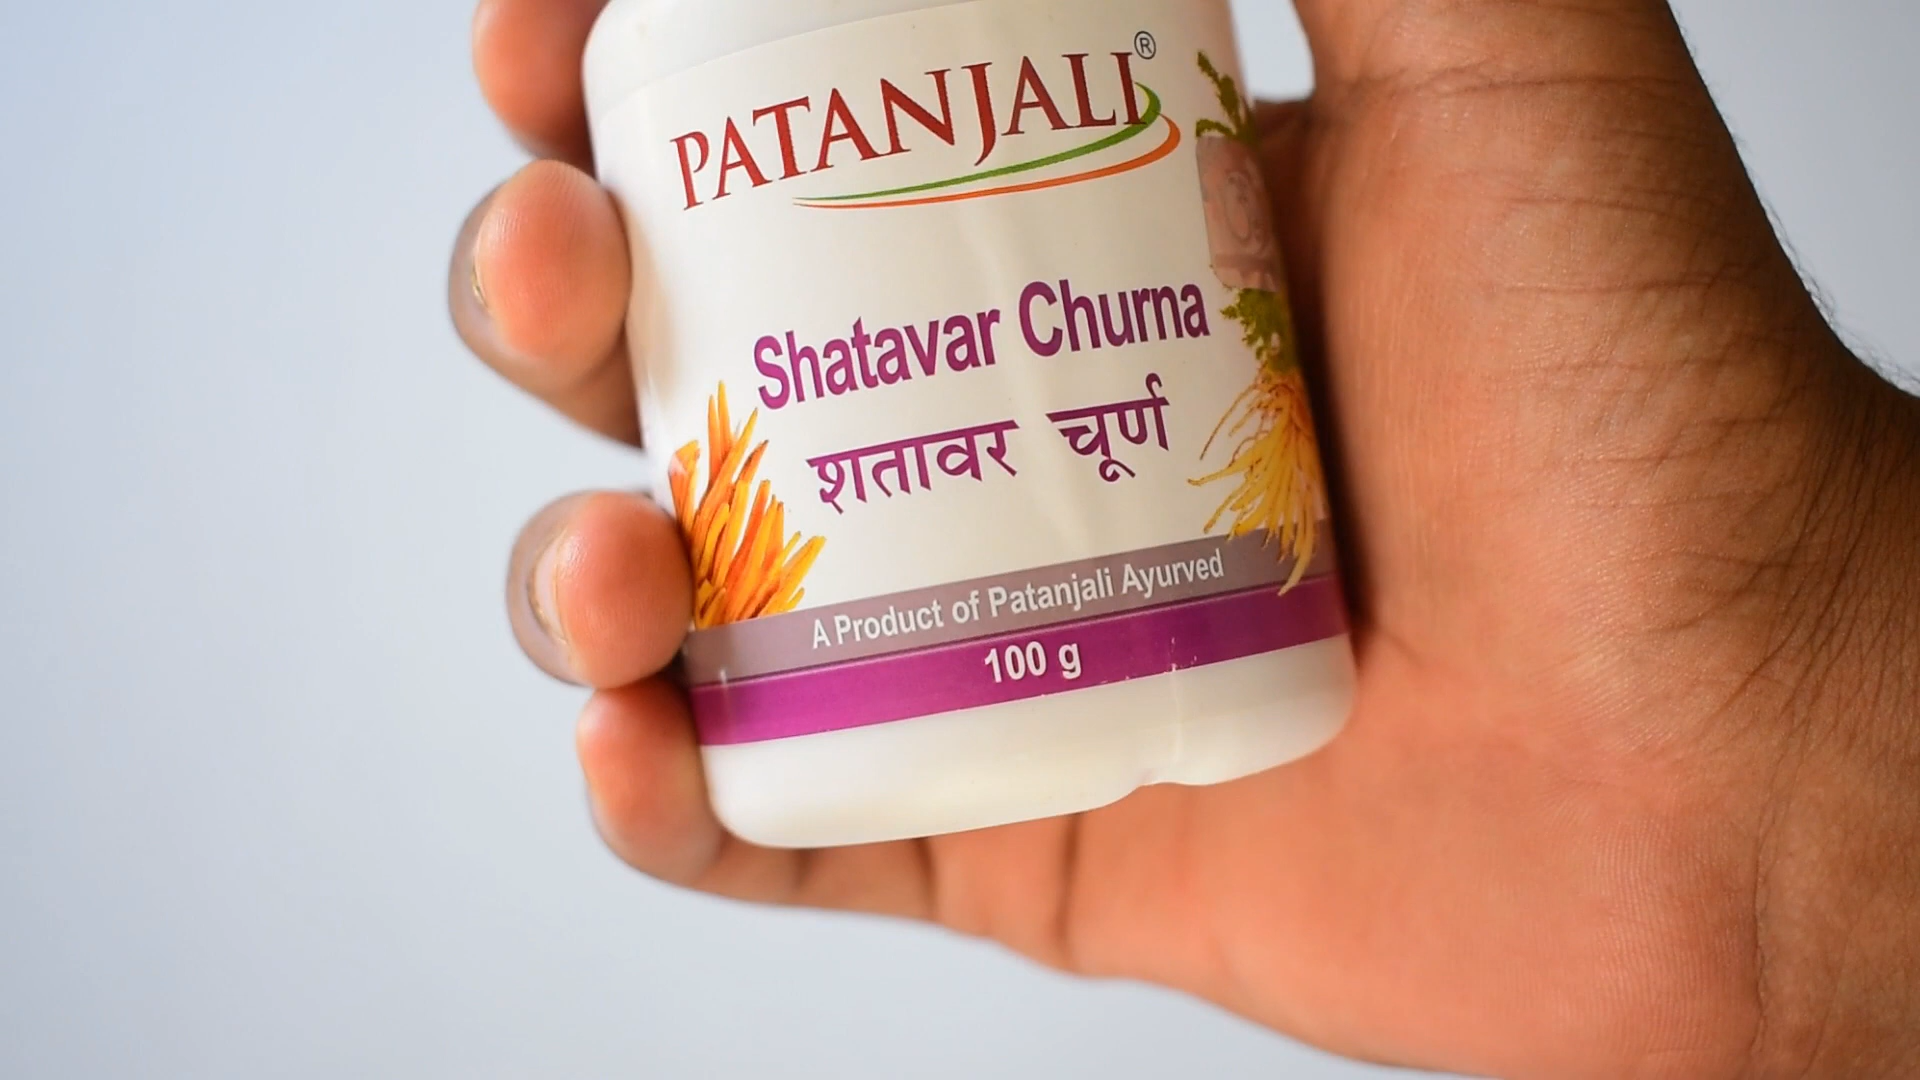 PATANJALI®
Shatavar Churna
शतावर चूर्ण
A Product of Patanjali Ayurved
100 g